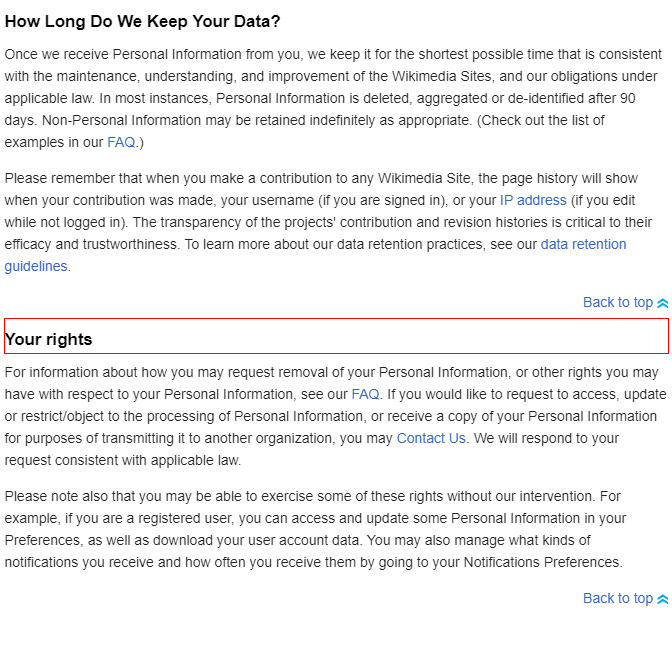 How Long Do We Keep Your Data?
Once we receive Personal Information from you, we keep it for the shortest possible time that is consistent
with the maintenance, understanding, and improvement of the Wikimedia Sites, and our obligations under
applicable law. In most instances, Personal Information is deleted, aggregated or de-identified after 90
days. Non-Personal Information may be retained indefinitely as appropriate. (Check out the list of
examples in our FAQ.)
Please remember that when you make a contribution to any Wikimedia Site, the page history will show
when your contribution was made, your username (if you are signed in), or your IP address (if you edit
while not logged in). The transparency of the projects' contribution and revision histories is critical to their
efficacy and trustworthiness. To learn more about our data retention practices, see our data retention
guidelines.
Back to top
Your rights
For information about how you may request removal of your Personal Information, or other rights you may
have with respect to your Personal Information, see our FAQ. If you would like to request to access, update
or restrict/object to the processing of Personal Information, or receive a copy of your Personal Information
for purposes of transmitting it to another organization, you may Contact Us. We will respond to your
request consistent with applicable law.
Please note also that you may be able to exercise some of these rights without our intervention. For
example, if you are a registered user, you can access and update some Personal Information in your
Preferences, as well as download your user account data. You may also manage what kinds of
notifications you receive and how often you receive them by going to your Notifications Preferences.
Back to top